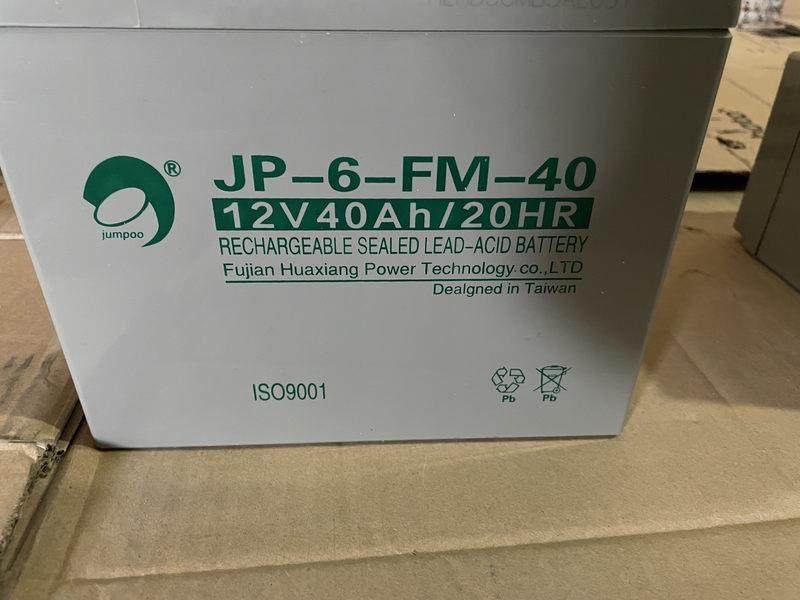 ®
jumpoo
JP-6-FM-40
12V40Ah/20HR
RECHARGEABLE SEALED LEAD-ACID BATTERY
Fujian Huaxiang Power Technology co.,LTD
Dealgned in Taiwan
ISO9001
Pb
Pb